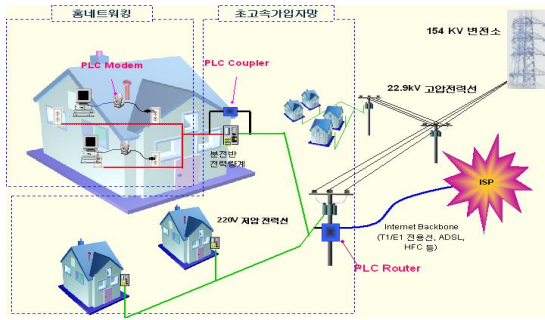 홈네트워킹
초고속가입자망
154 KV 변전소
PLC Modem
PLC Coupler
22.9kV 고압전력선
분전반
전력량계
ISP
220V 저압 전력선
Internet Backbone
(T1/E1 전용선, ADSL,
HFC 등)
PLC Router